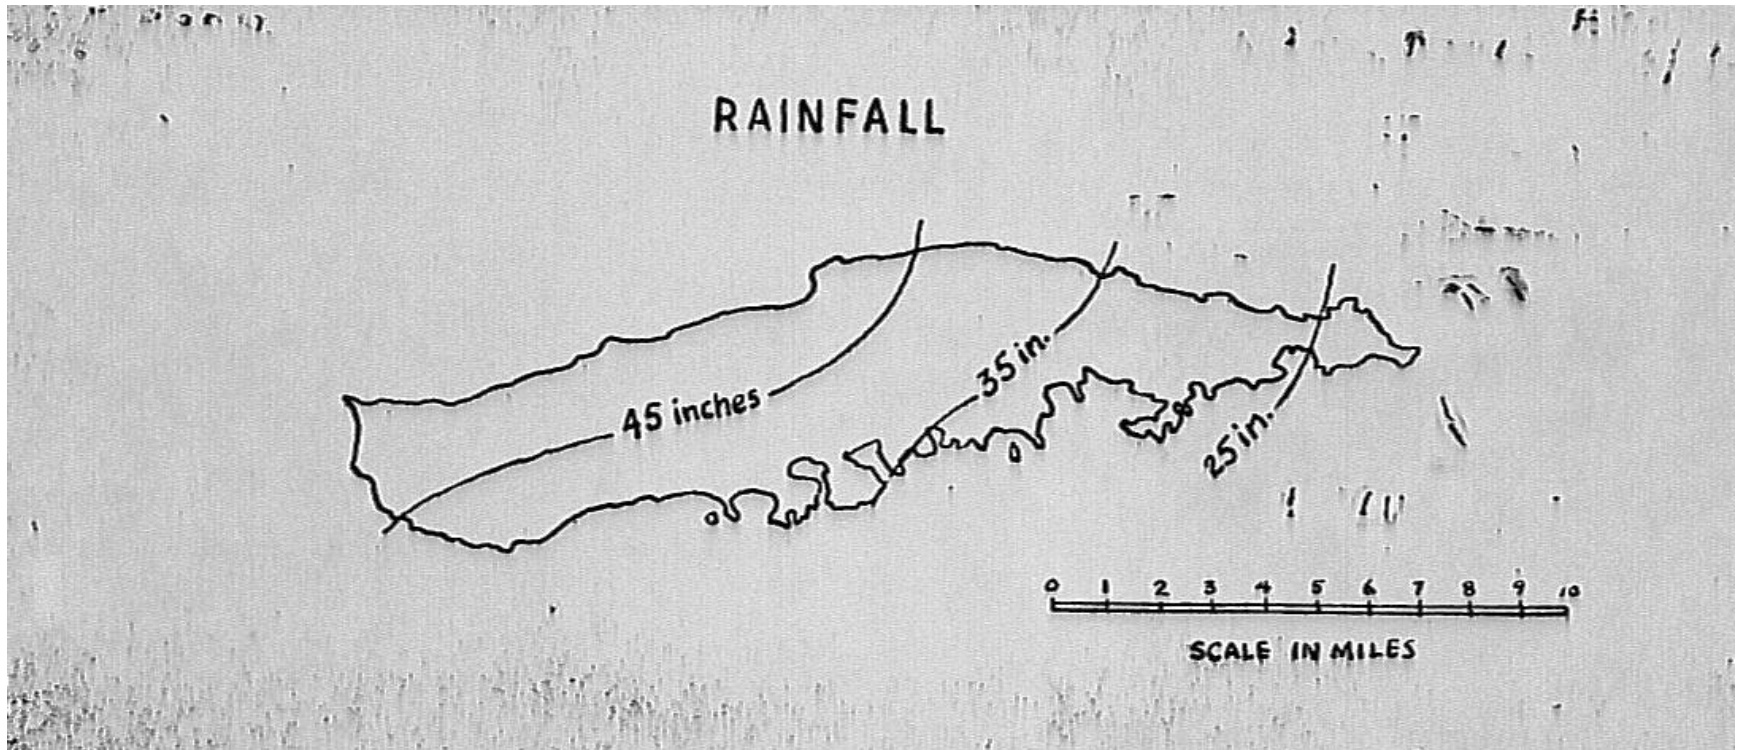 RAINFALL
45 inches
35 in.
25 in.
0 1 2 3 4 5 6 7 8 9 10
SCALE IN MILES